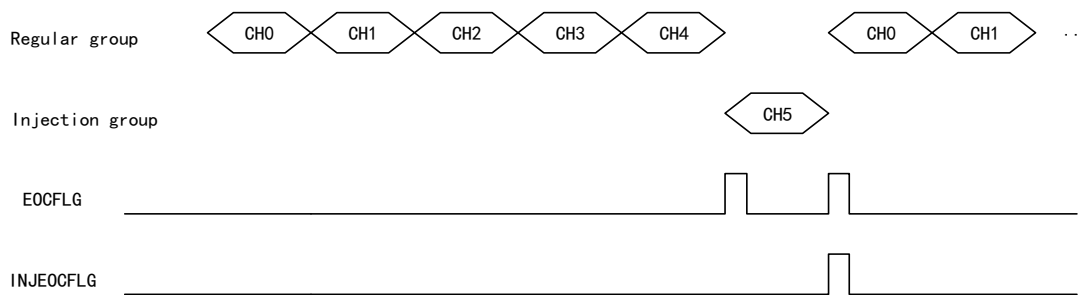 Regular group CH0 CH1 CH2 CH3 CH4 CH0 CH1 ..
Injection group CH5
EOCFLG
INJEOCFLG